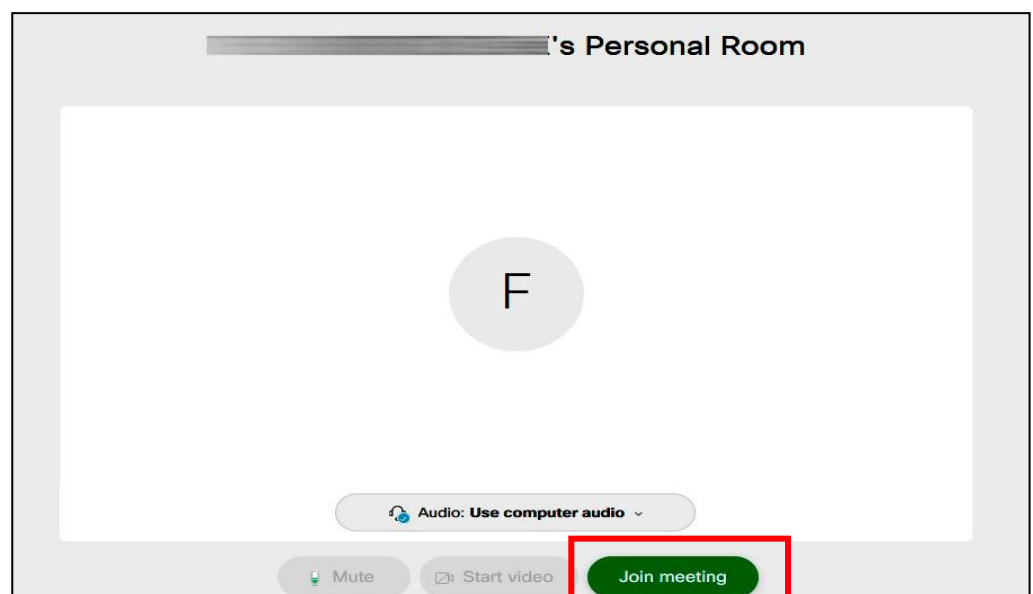 's Personal Room
F
Audio: Use computer audio
Mute
Start video
Join meeting